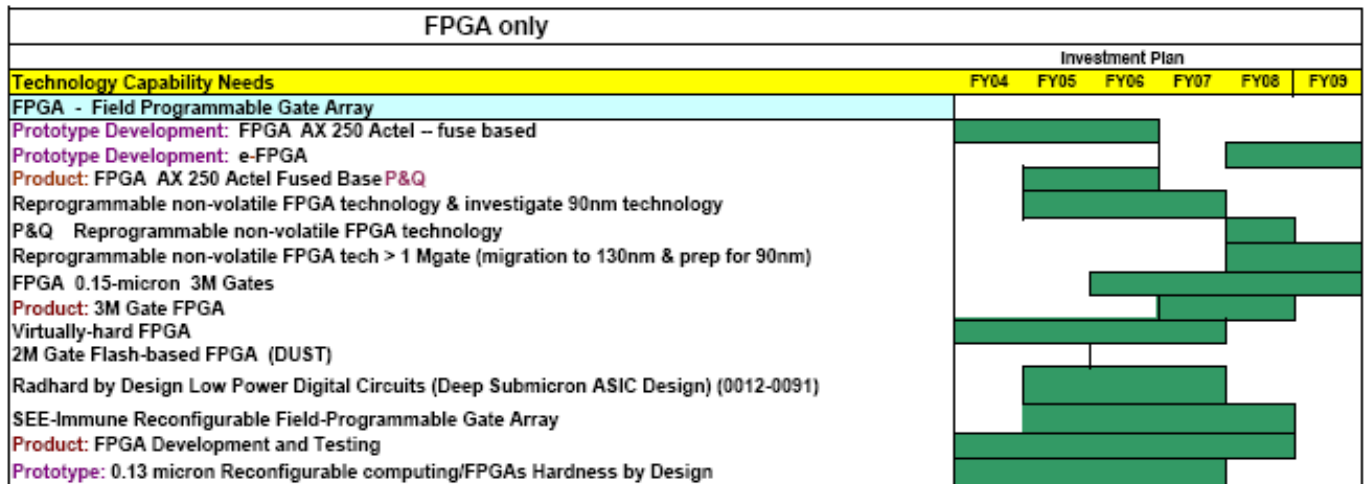 FPGA only
Investment Plan
Technology Capability Needs FY04 FY05 FY06 FY07 FY08 FY09
FPGA - Field Programmable Gate Array
Prototype Development: FPGA AX 250 Actel -- fuse based
Prototype Development: e-FPGA
Product: FPGA AX 250 Actel Fused Base P&Q
Reprogrammable non-volatile FPGA technology & investigate 90nm technology
P&Q Reprogrammable non-volatile FPGA technology
Reprogrammable non-volatile FPGA tech > 1 Mgate (migration to 130nm & prep for 90nm)
FPGA 0.15-micron 3M Gates
Product: 3M Gate FPGA
Virtually-hard FPGA
2M Gate Flash-based FPGA (DUST)
Radhard by Design Low Power Digital Circuits (Deep Submicron ASIC Design) (0012-0091)
SEE-Immune Reconfigurable Field-Programmable Gate Array
Product: FPGA Development and Testing
Prototype: 0.13 micron Reconfigurable computing/FPGAs Hardness by Design